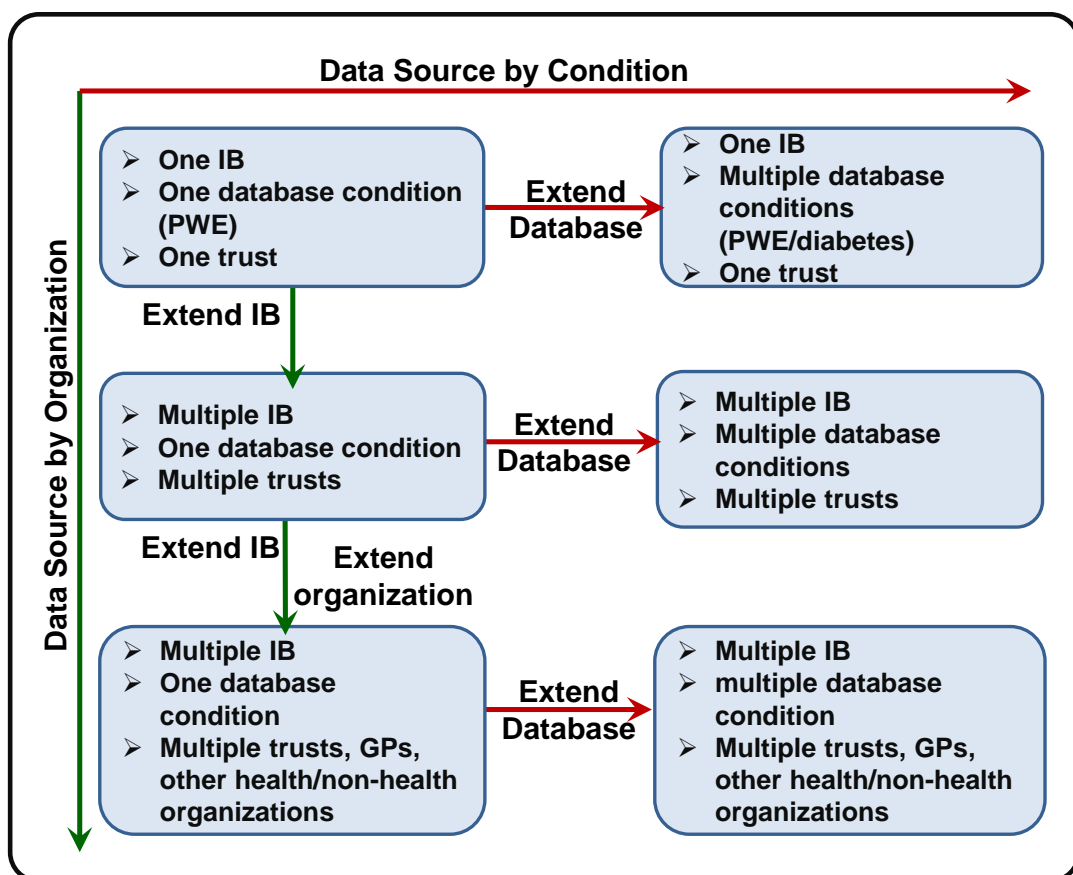 Data Source by Condition
Data Source by Organization
➢ One IB
➢ One database condition
(PWE)
➢ One trust
Extend
Database
➢ One IB
➢ Multiple database
conditions
(PWE/diabetes)
➢ One trust
Extend IB
➢ Multiple IB
➢ One database condition
➢ Multiple trusts
Extend
Database
➢ Multiple IB
➢ Multiple database
conditions
➢ Multiple trusts
Extend IB
Extend
organization
➢ Multiple IB
➢ One database
condition
➢ Multiple trusts, GPs,
other health/non-health
organizations
Extend
Database
➢ Multiple IB
➢ multiple database
condition
➢ Multiple trusts, GPs,
other health/non-health
organizations